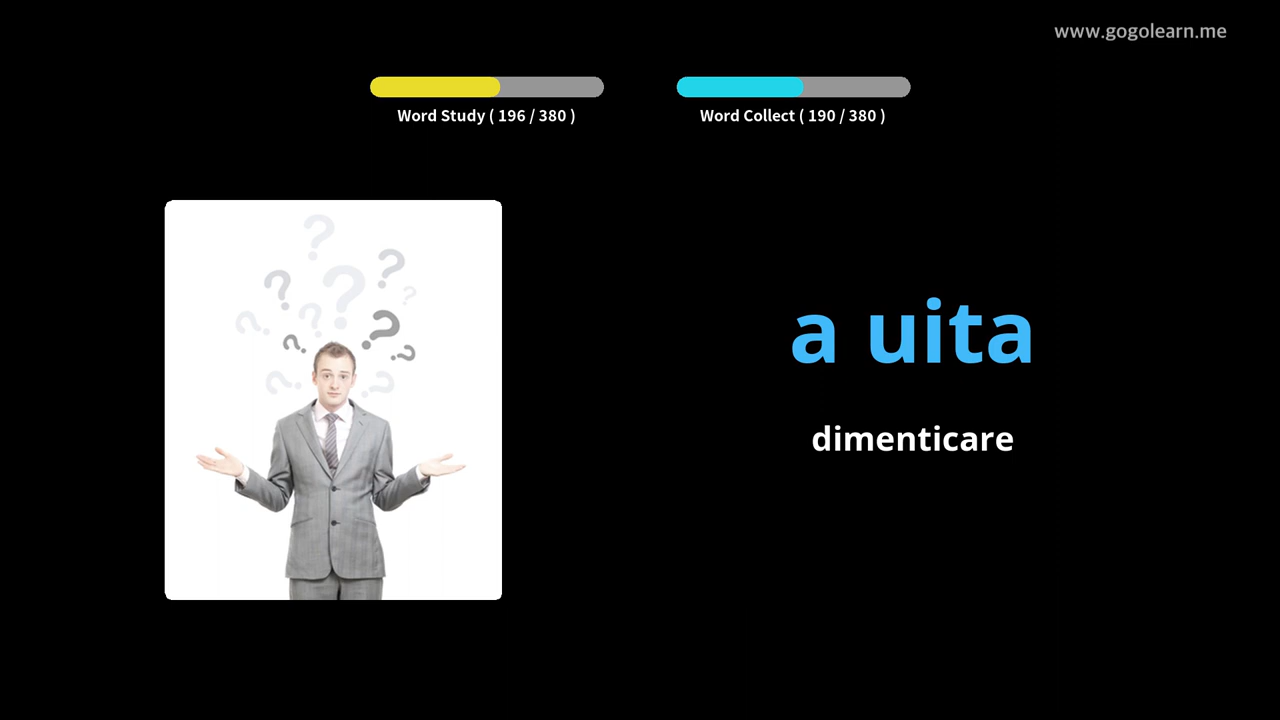 www.gogolearn.me
Word Study ( 196 / 380 )
Word Collect ( 190 / 380 )
a uita
dimenticare